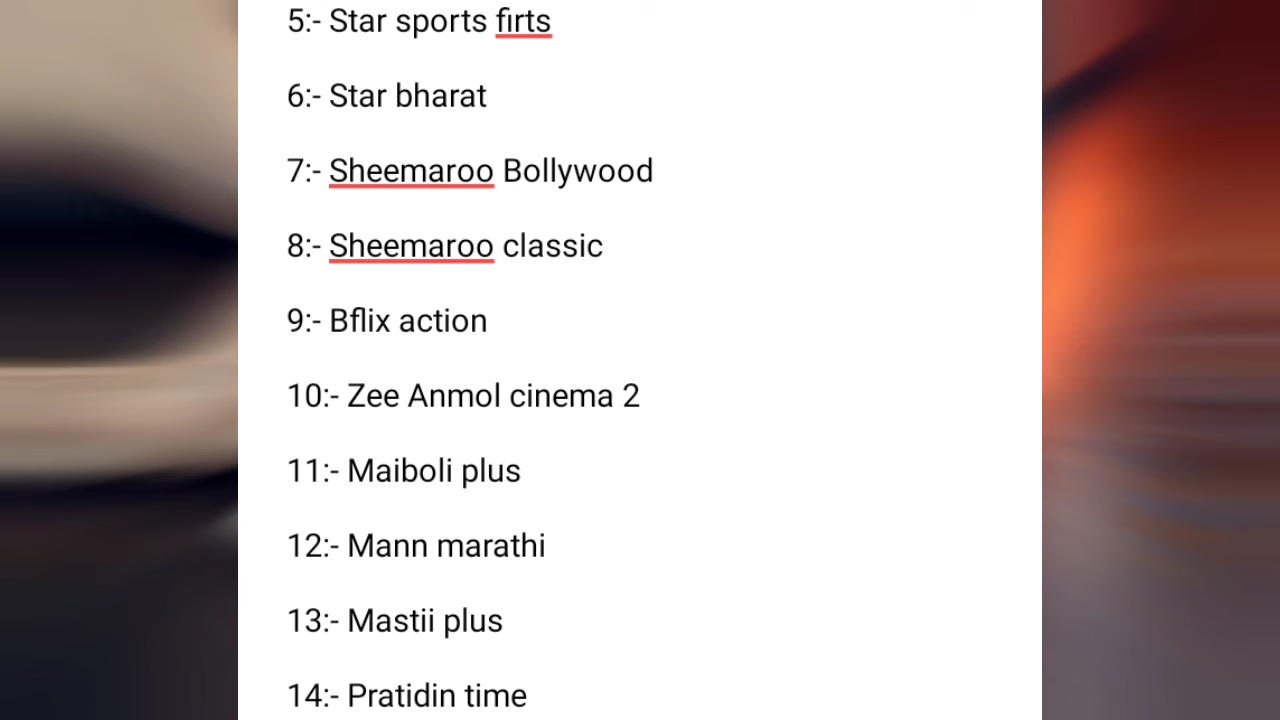 5:- Star sports firts
6:- Star bharat
7:- Sheemaroo Bollywood
8:- Sheemaroo classic
9:- Bflix action
10:- Zee Anmol cinema 2
11:- Maiboli plus
12:- Mann marathi
13:- Mastii plus
14:- Pratidin time